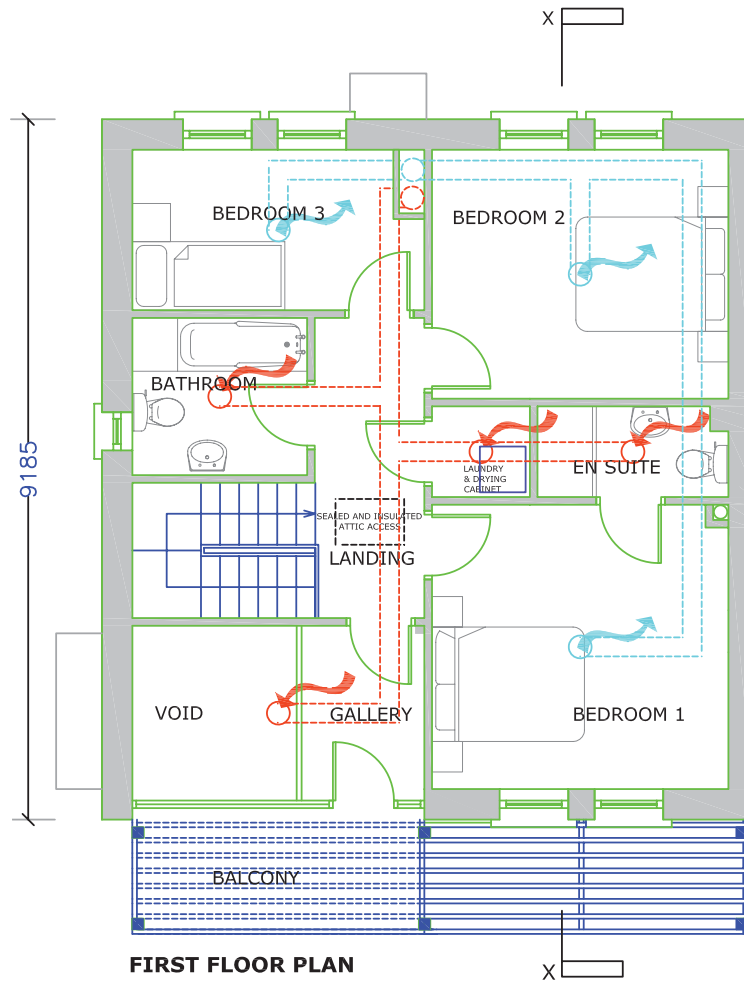 X
BEDROOM 3
BEDROOM 2
BATHROOM
9185
LAUNDRY
& DRYING
CABINET
EN SUITE
SEALED AND INSULATED
ATTIC ACCESS
LANDING
VOID
GALLERY
BEDROOM 1
BALCONY
FIRST FLOOR PLAN
X